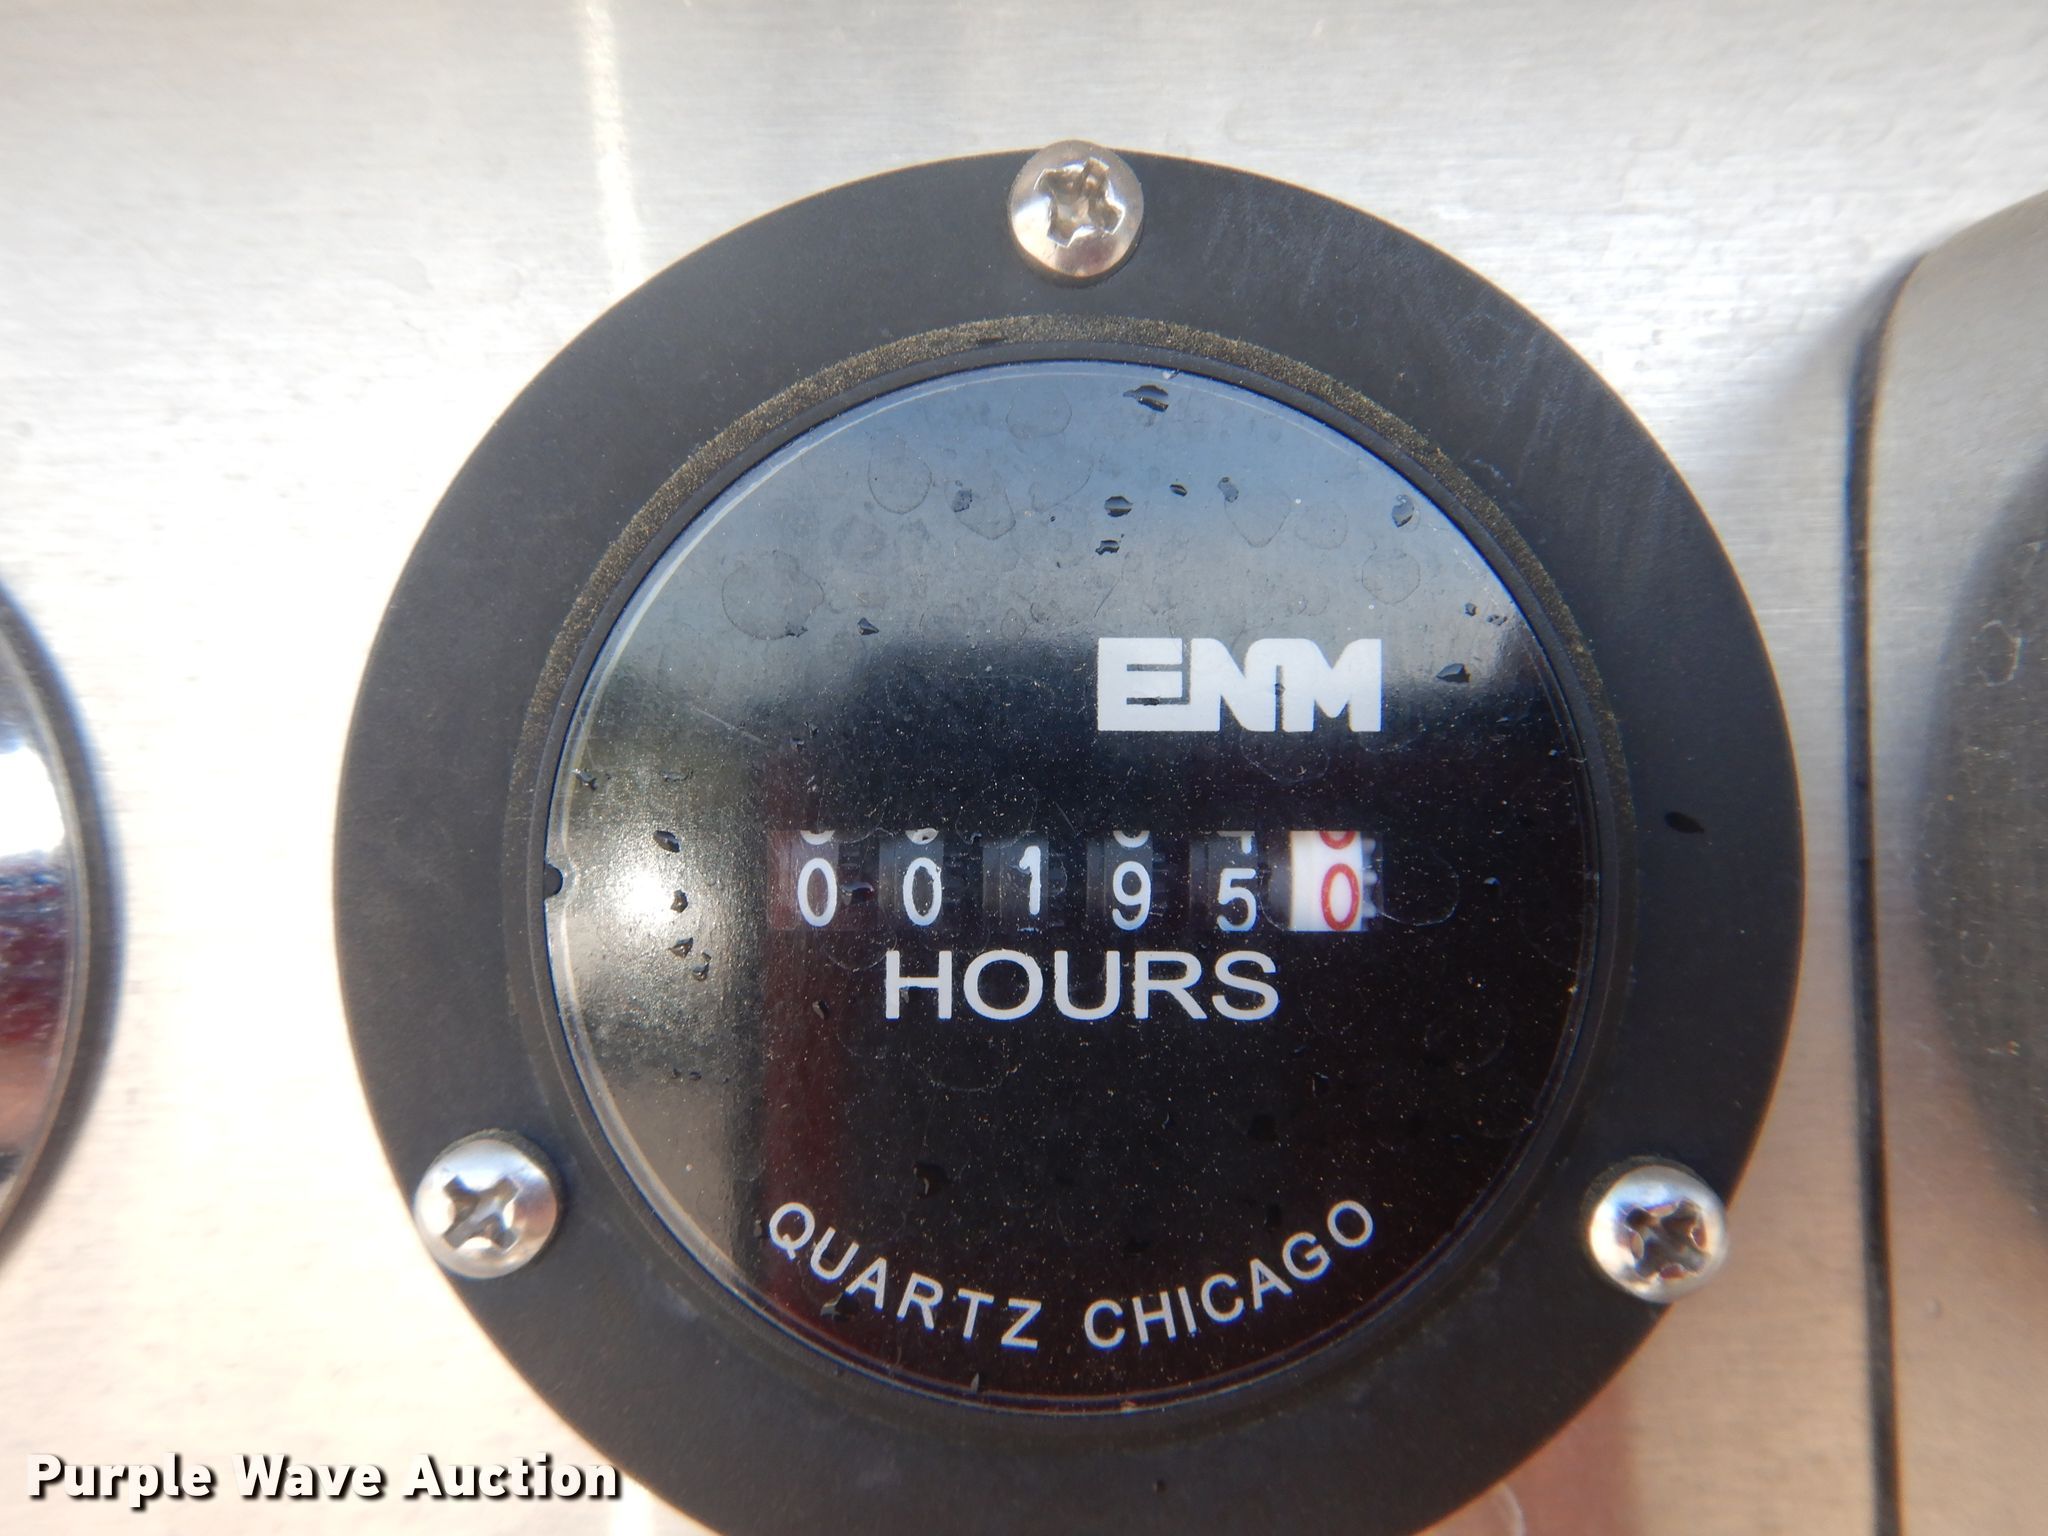 ENM
001950
HOURS
QUARTZ CHICAGO
Purple Wave Auction